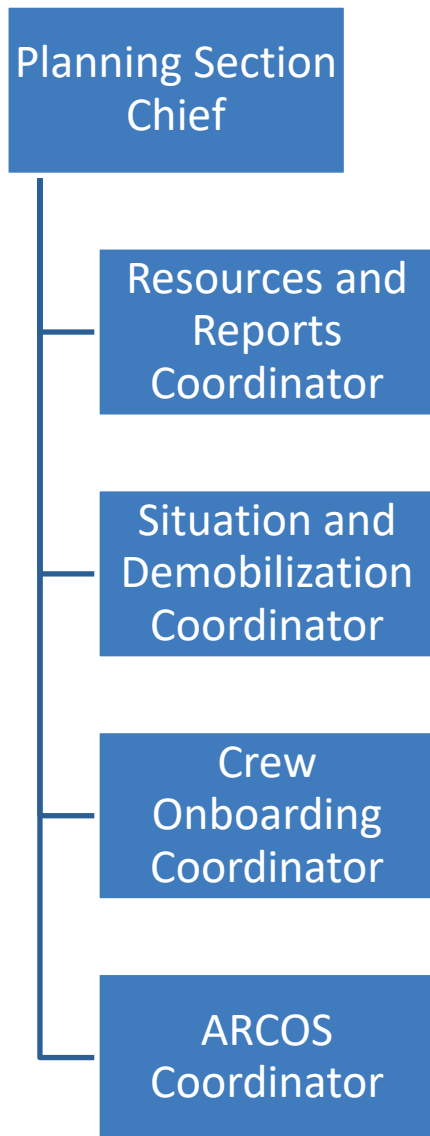 Planning Section
Chief
Resources and
Reports
Coordinator
Situation and
Demobilization
Coordinator
Crew
Onboarding
Coordinator
ARCOS
Coordinator